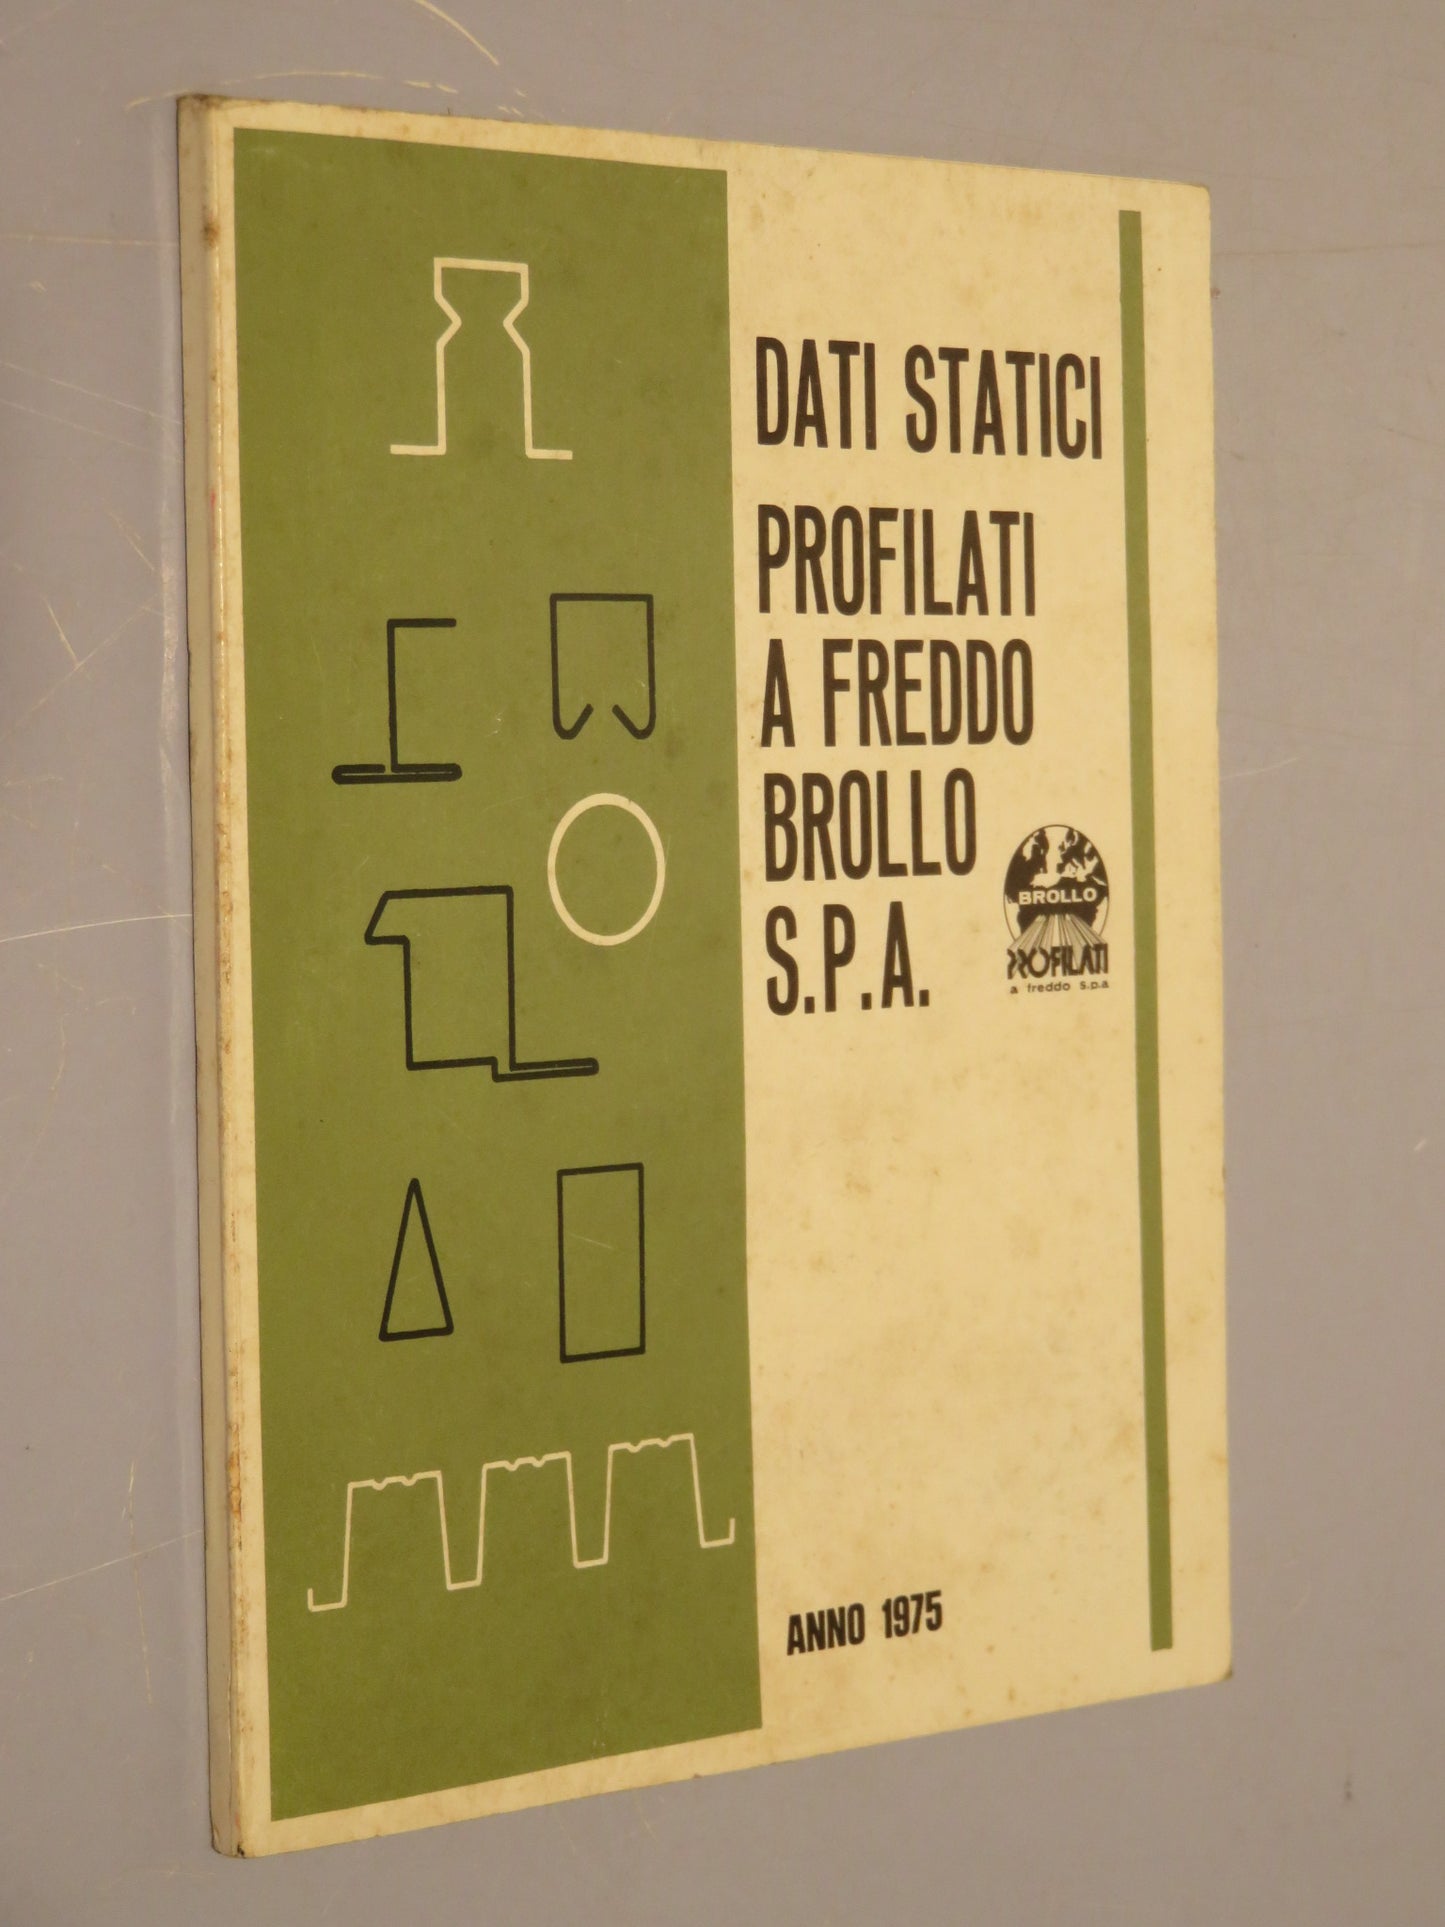 DATI STATICI
PROFILATI
A FREDDO
BROLLO
S.P.A.
BROLLO
PROFILATI
a freddo s.p.a
ANNO 1975